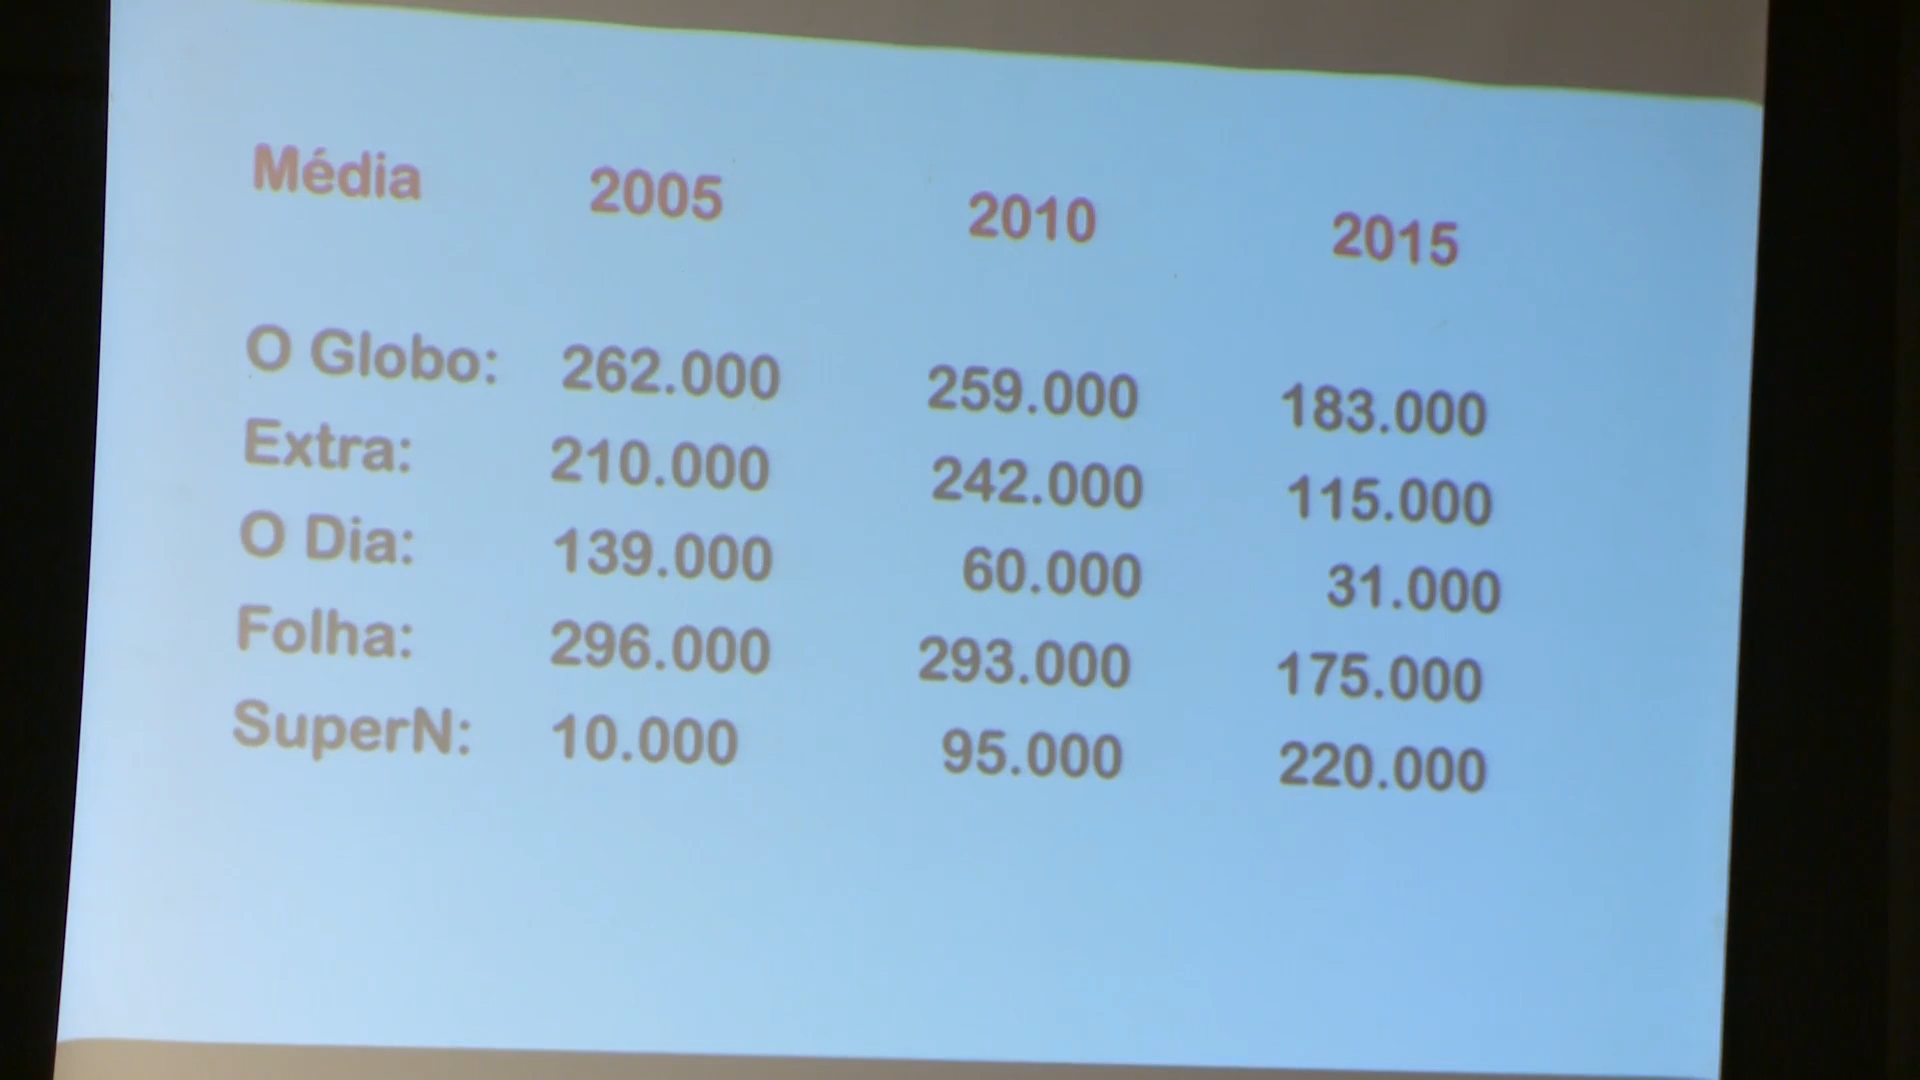 Média 2005 2010 2015
O Globo: 262.000 259.000 183.000
Extra: 210.000 242.000 115.000
O Dia: 139.000 60.000 31.000
Folha: 296.000 293.000 175.000
SuperN: 10.000 95.000 220.000